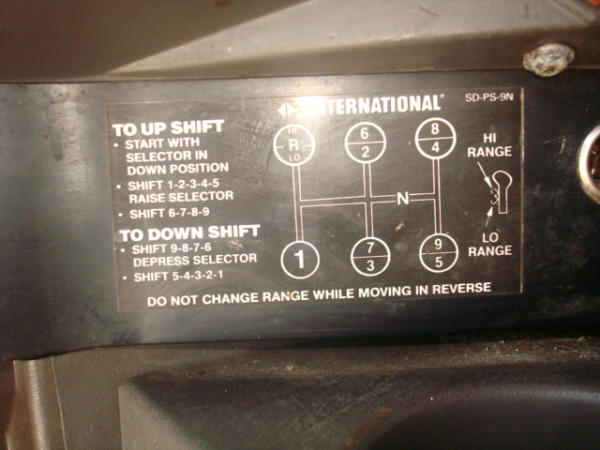 INTERNATIONAL®
SD-PS-9N
TO UP SHIFT
• START WITH
SELECTOR IN
DOWN POSITION
• SHIFT 1-2-3-4-5
RAISE SELECTOR
• SHIFT 6-7-8-9
TO DOWN SHIFT
• SHIFT 9-8-7-6
DEPRESS SELECTOR
• SHIFT 5-4-3-2-1
HI
R
LO
6
2
8
4
N
1
7
3
9
5
HI
RANGE
LO
RANGE
DO NOT CHANGE RANGE WHILE MOVING IN REVERSE